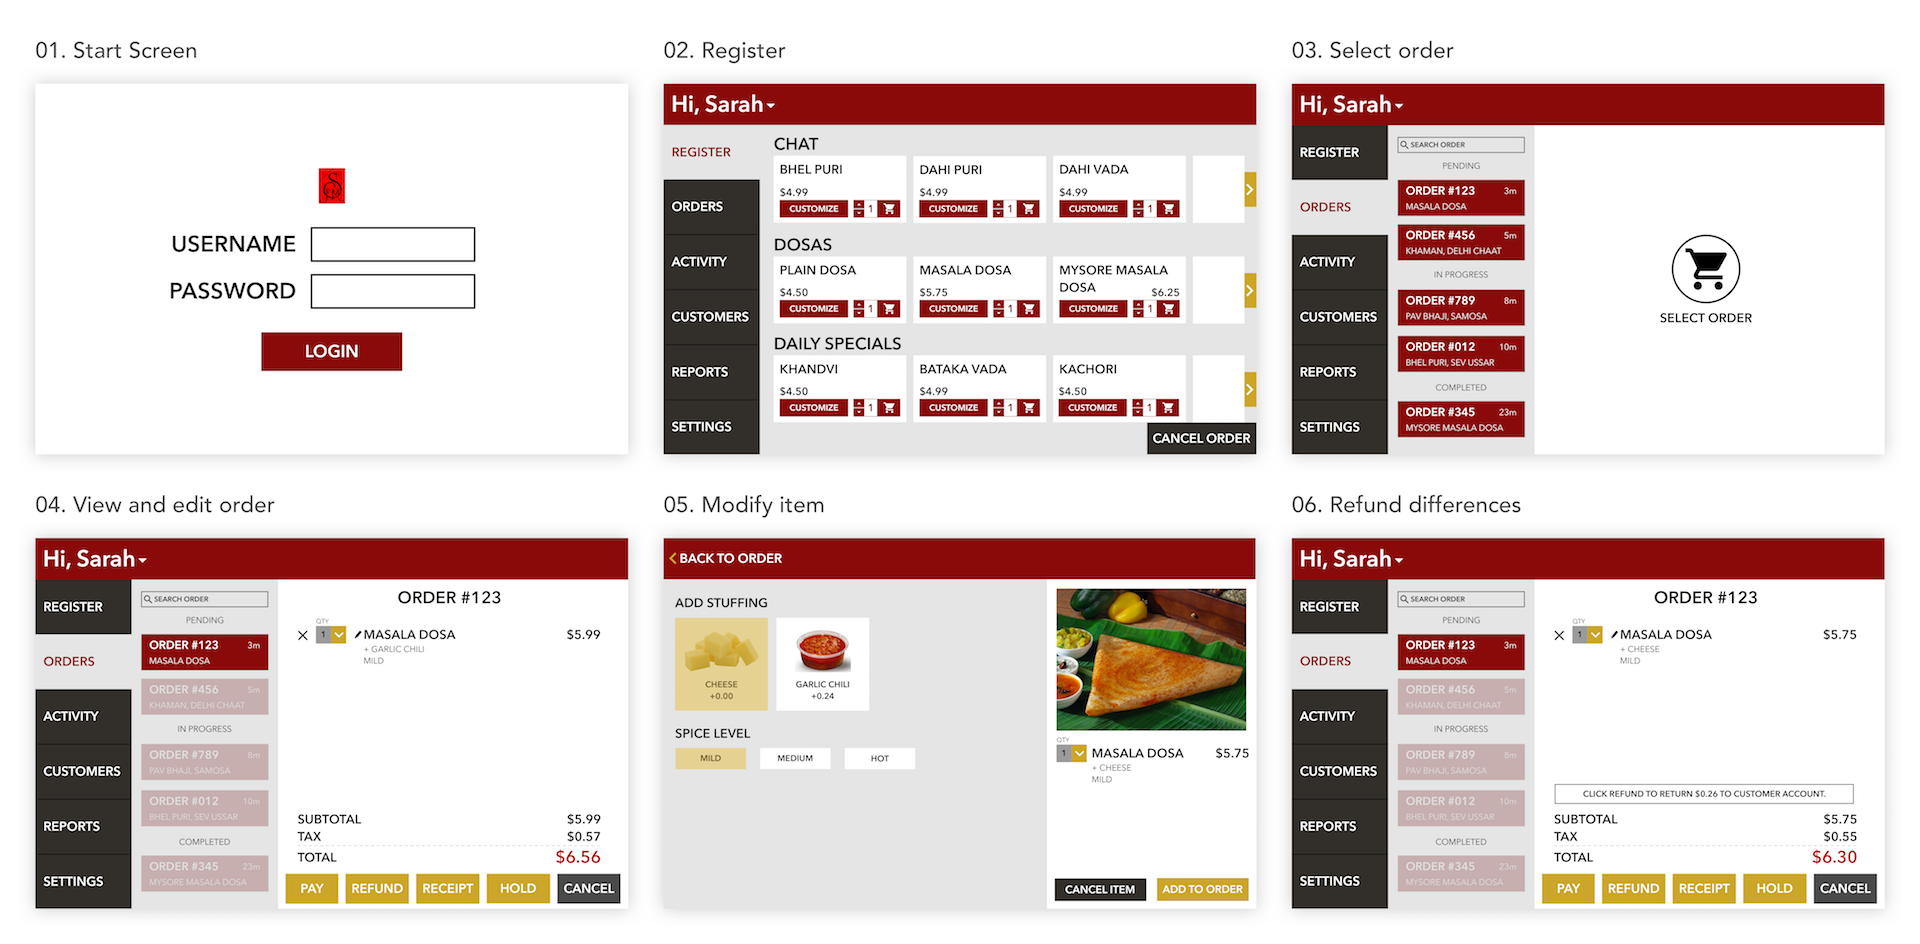 01. Start Screen
USERNAME
PASSWORD
LOGIN
02. Register
Hi, Sarah
REGISTER
ORDERS
ACTIVITY
CUSTOMERS
REPORTS
SETTINGS
CHAT
BHEL PURI
$4.99
CUSTOMIZE 1
DAHI PURI
$4.99
CUSTOMIZE 1
DAHI VADA
$4.99
CUSTOMIZE 1
DOSAS
PLAIN DOSA
$4.50
CUSTOMIZE 1
MASALA DOSA
$5.75
CUSTOMIZE 1
MYSORE MASALA
DOSA $6.25
CUSTOMIZE 1
DAILY SPECIALS
KHANDVI
$4.50
CUSTOMIZE 1
BATAKA VADA
$4.99
CUSTOMIZE 1
KACHORI
$4.50
CUSTOMIZE 1
CANCEL ORDER
03. Select order
Hi, Sarah
REGISTER
ORDERS
ACTIVITY
CUSTOMERS
REPORTS
SETTINGS
SEARCH ORDER
PENDING
ORDER #123 3m
MASALA DOSA
ORDER #456 5m
KHAMAN, DELHI CHAAT
IN PROGRESS
ORDER #789 8m
PAV BHAJI, SAMOSA
ORDER #012 10m
BHEL PURI, SEV USSAR
COMPLETED
ORDER #345 23m
MYSORE MASALA DOSA
SELECT ORDER
04. View and edit order
Hi, Sarah
REGISTER
ORDERS
ACTIVITY
CUSTOMERS
REPORTS
SETTINGS
SEARCH ORDER
PENDING
ORDER #123 3m
MASALA DOSA
ORDER #456 5m
KHAMAN, DELHI CHAAT
IN PROGRESS
ORDER #789 8m
PAV BHAJI, SAMOSA
ORDER #012 10m
BHEL PURI, SEV USSAR
COMPLETED
ORDER #345 23m
MYSORE MASALA DOSA
ORDER #123
QTY
1 MASALA DOSA $5.99
+ GARLIC CHILI
MILD
SUBTOTAL $5.99
TAX $0.57
TOTAL $6.56
PAY REFUND RECEIPT HOLD CANCEL
05. Modify item
BACK TO ORDER
ADD STUFFING
CHEESE
+0.00
GARLIC CHILI
+0.24
SPICE LEVEL
MILD MEDIUM HOT
QTY
1 MASALA DOSA $5.75
+ CHEESE
MILD
CANCEL ITEM ADD TO ORDER
06. Refund differences
Hi, Sarah
REGISTER
ORDERS
ACTIVITY
CUSTOMERS
REPORTS
SETTINGS
SEARCH ORDER
PENDING
ORDER #123 3m
MASALA DOSA
ORDER #456 5m
KHAMAN, DELHI CHAAT
IN PROGRESS
ORDER #789 8m
PAV BHAJI, SAMOSA
ORDER #012 10m
BHEL PURI, SEV USSAR
COMPLETED
ORDER #345 23m
MYSORE MASALA DOSA
ORDER #123
QTY
1 MASALA DOSA $5.75
+ CHEESE
MILD
CLICK REFUND TO RETURN $0.26 TO CUSTOMER ACCOUNT.
SUBTOTAL $5.75
TAX $0.55
TOTAL $6.30
PAY REFUND RECEIPT HOLD CANCEL